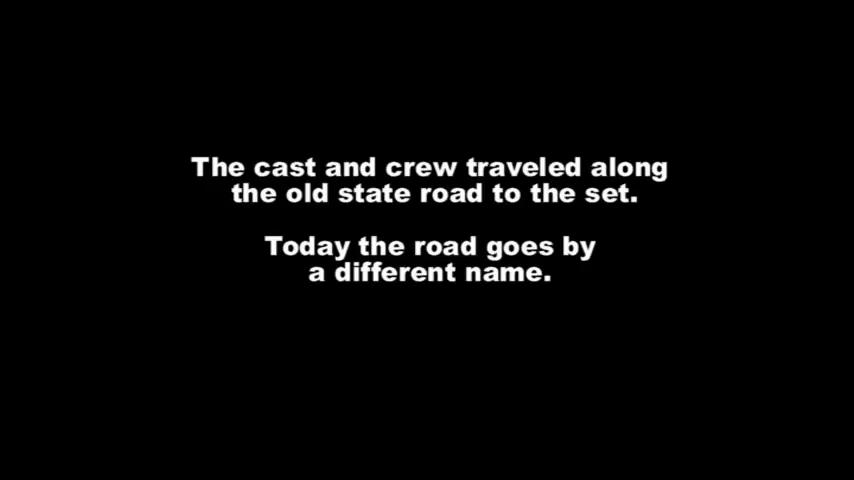 The cast and crew traveled along
the old state road to the set.
Today the road goes by
a different name.